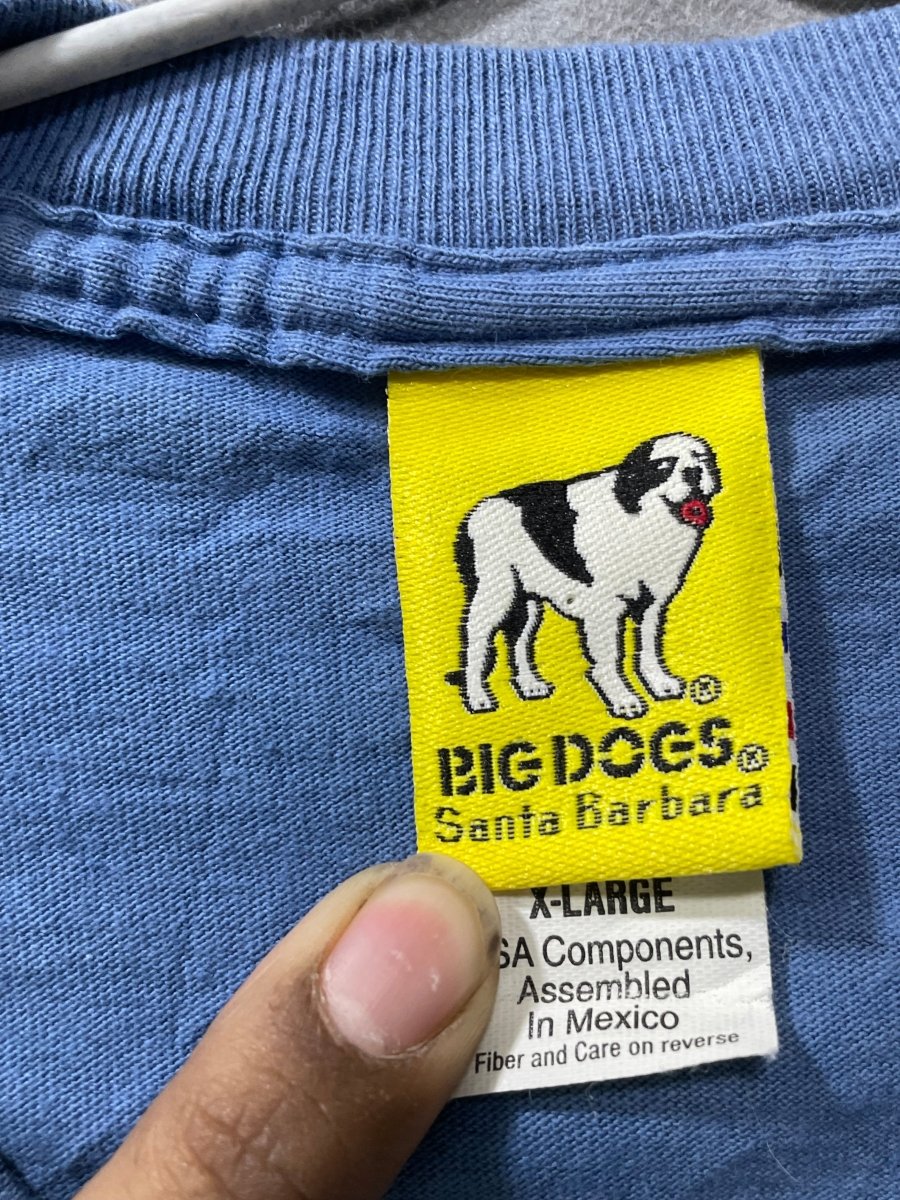 ®
BIG DOGS®
Santa Barbara
X-LARGE
SA Components,
Assembled
In Mexico
Fiber and Care on reverse